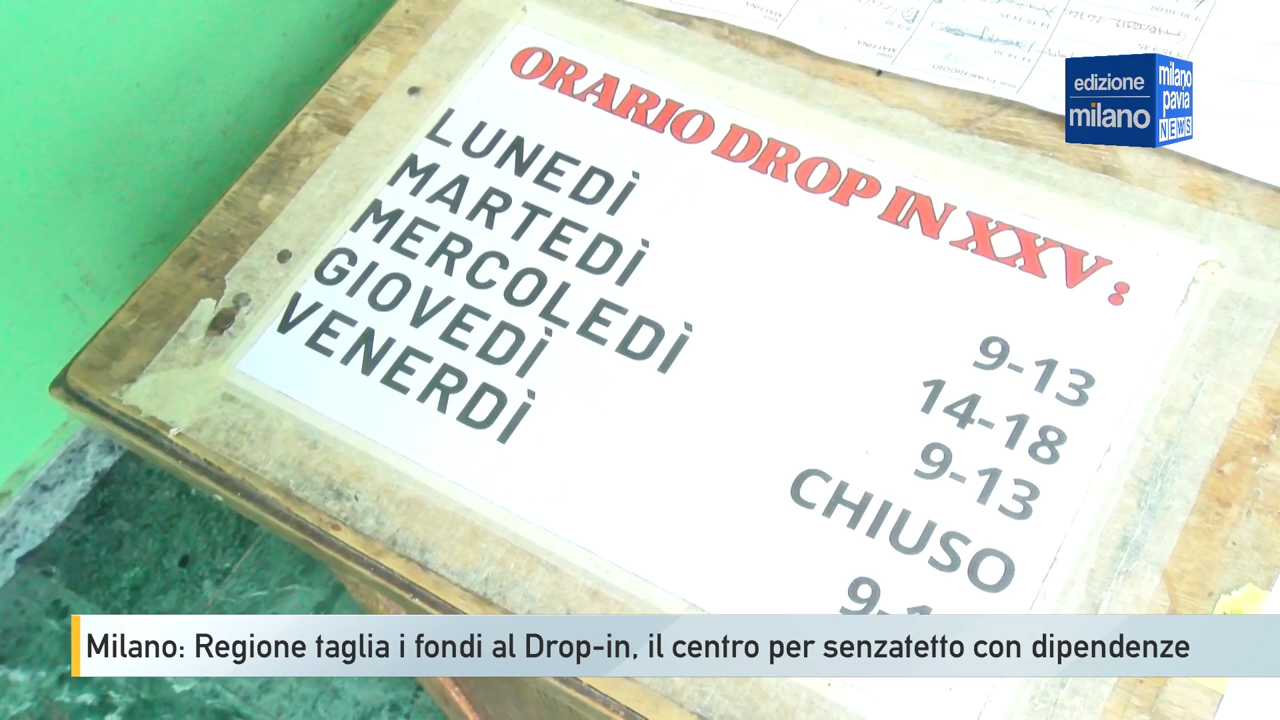 ORARIO DROP IN XXV :
LUNEDÌ 9-13
MARTEDÌ 14-18
MERCOLEDÌ 9-13
GIOVEDÌ CHIUSO
VENERDÌ
edizione
milano
milano
pavia
NEWS
Milano: Regione taglia i fondi al Drop-in, il centro per senzatetto con dipendenze